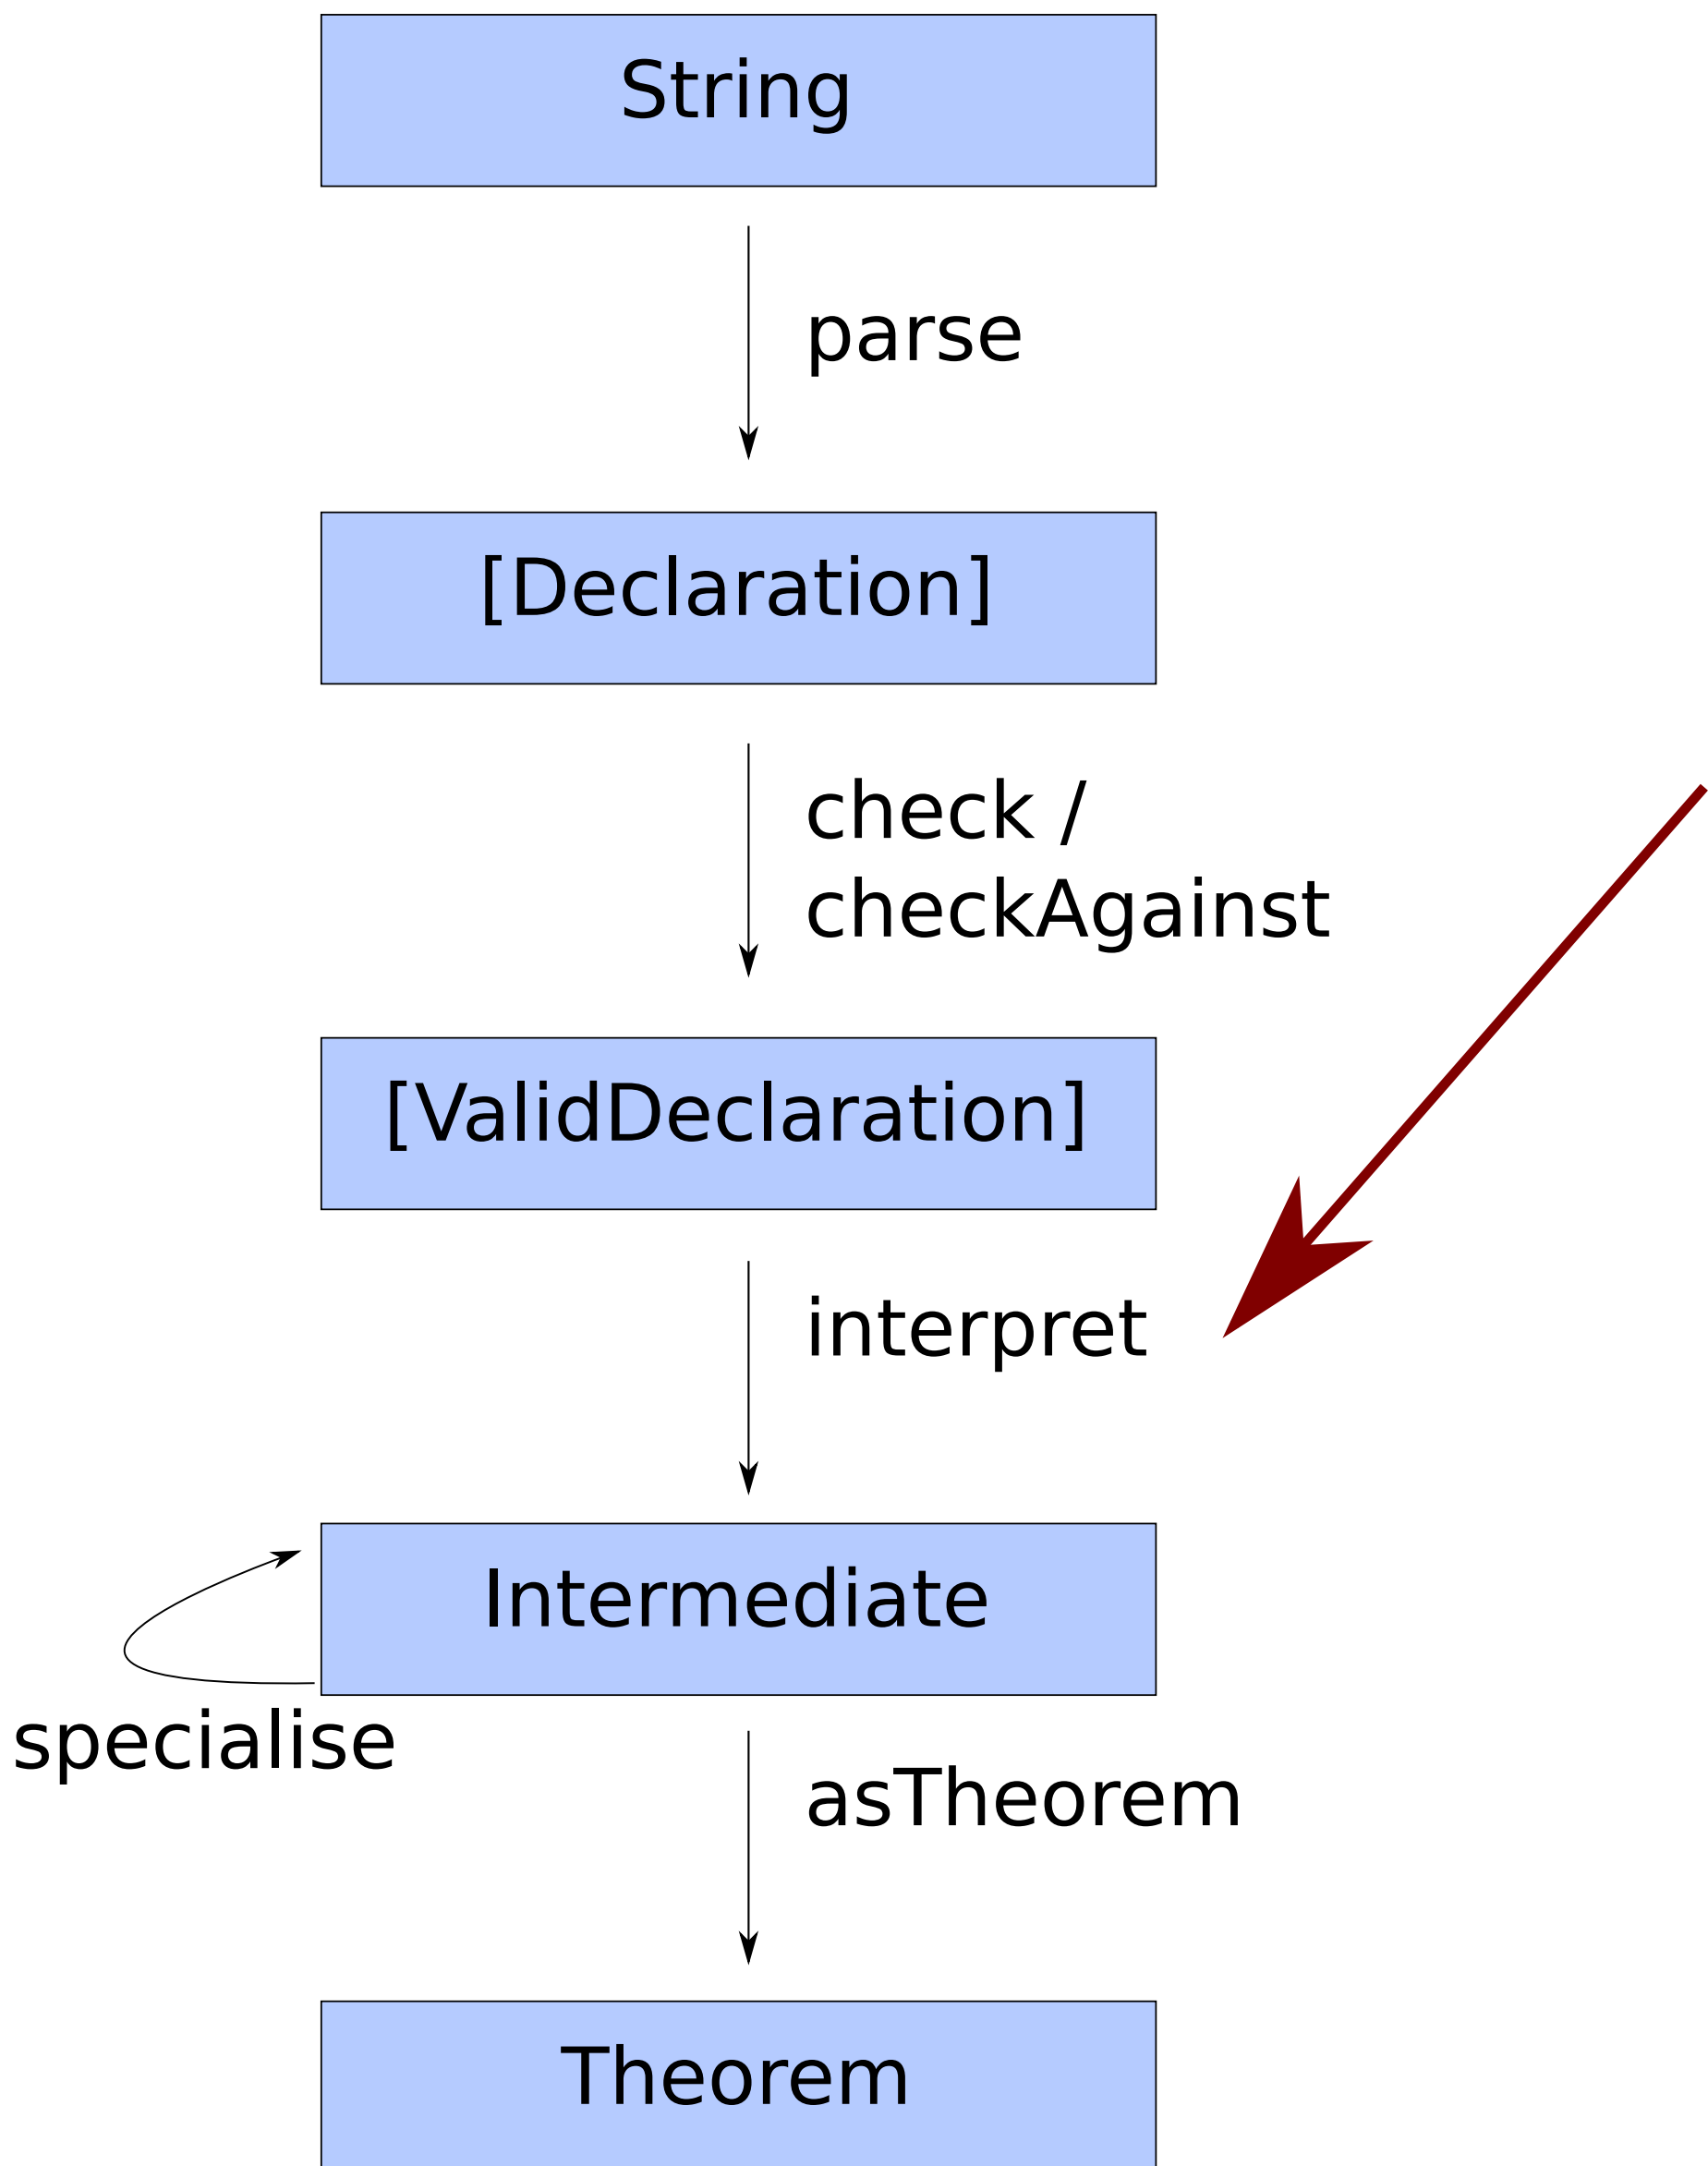 String
parse
[Declaration]
check /
checkAgainst
[ValidDeclaration]
interpret
Intermediate
specialise
asTheorem
Theorem